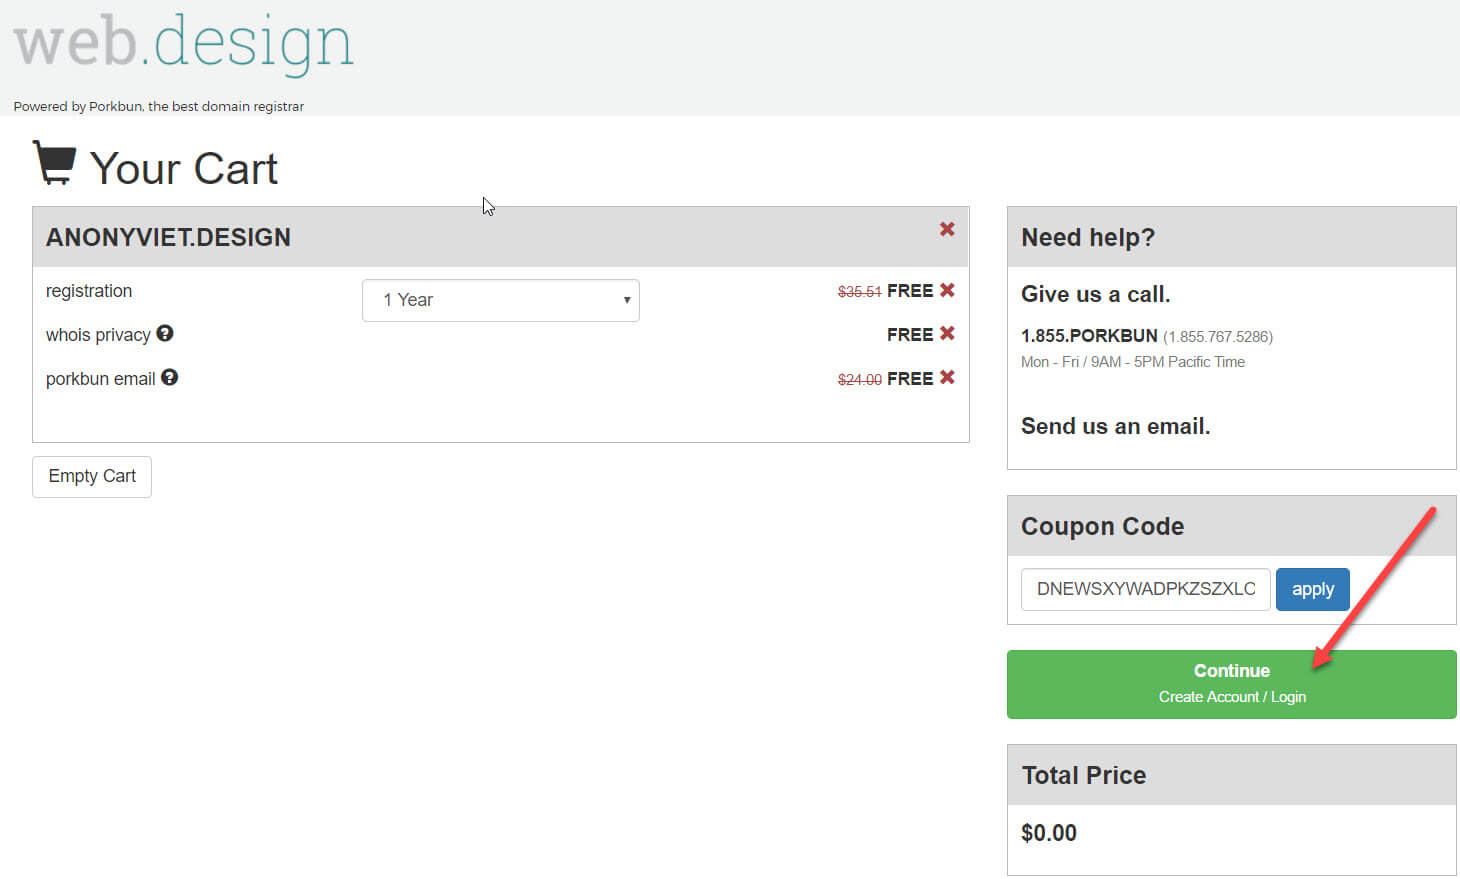 web.design
Powered by Porkbun, the best domain registrar
Your Cart
ANONYVIET.DESIGN
registration
1 Year
$35.51 FREE
whois privacy
FREE
porkbun email
$24.00 FREE
Empty Cart
Need help?
Give us a call.
1.855.PORKBUN (1.855.767.5286)
Mon - Fri / 9AM - 5PM Pacific Time
Send us an email.
Coupon Code
DNEWSXYWADPKZSZXLC
apply
Continue
Create Account / Login
Total Price
$0.00